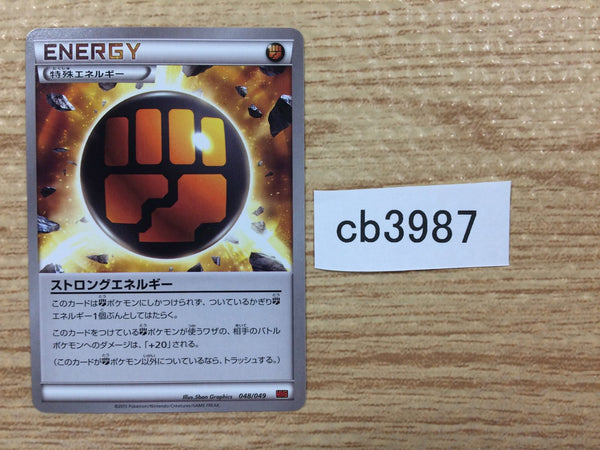 ENERGY
特殊エネルギー
ストロングエネルギー
このカードは闘ポケモンにしかつけられず、ついているかぎり闘
エネルギー1個ぶんとしてはたらく。
このカードをつけている闘ポケモンが使うワザの、相手のバトル
ポケモンへのダメージは、「+20」される。
(このカードが闘ポケモン以外についているなら、トラッシュする。)
Illus. Sban Graphics 048/049
©2015 Pokémon/Nintendo/Creatures/GAME FREAK.
cb3987